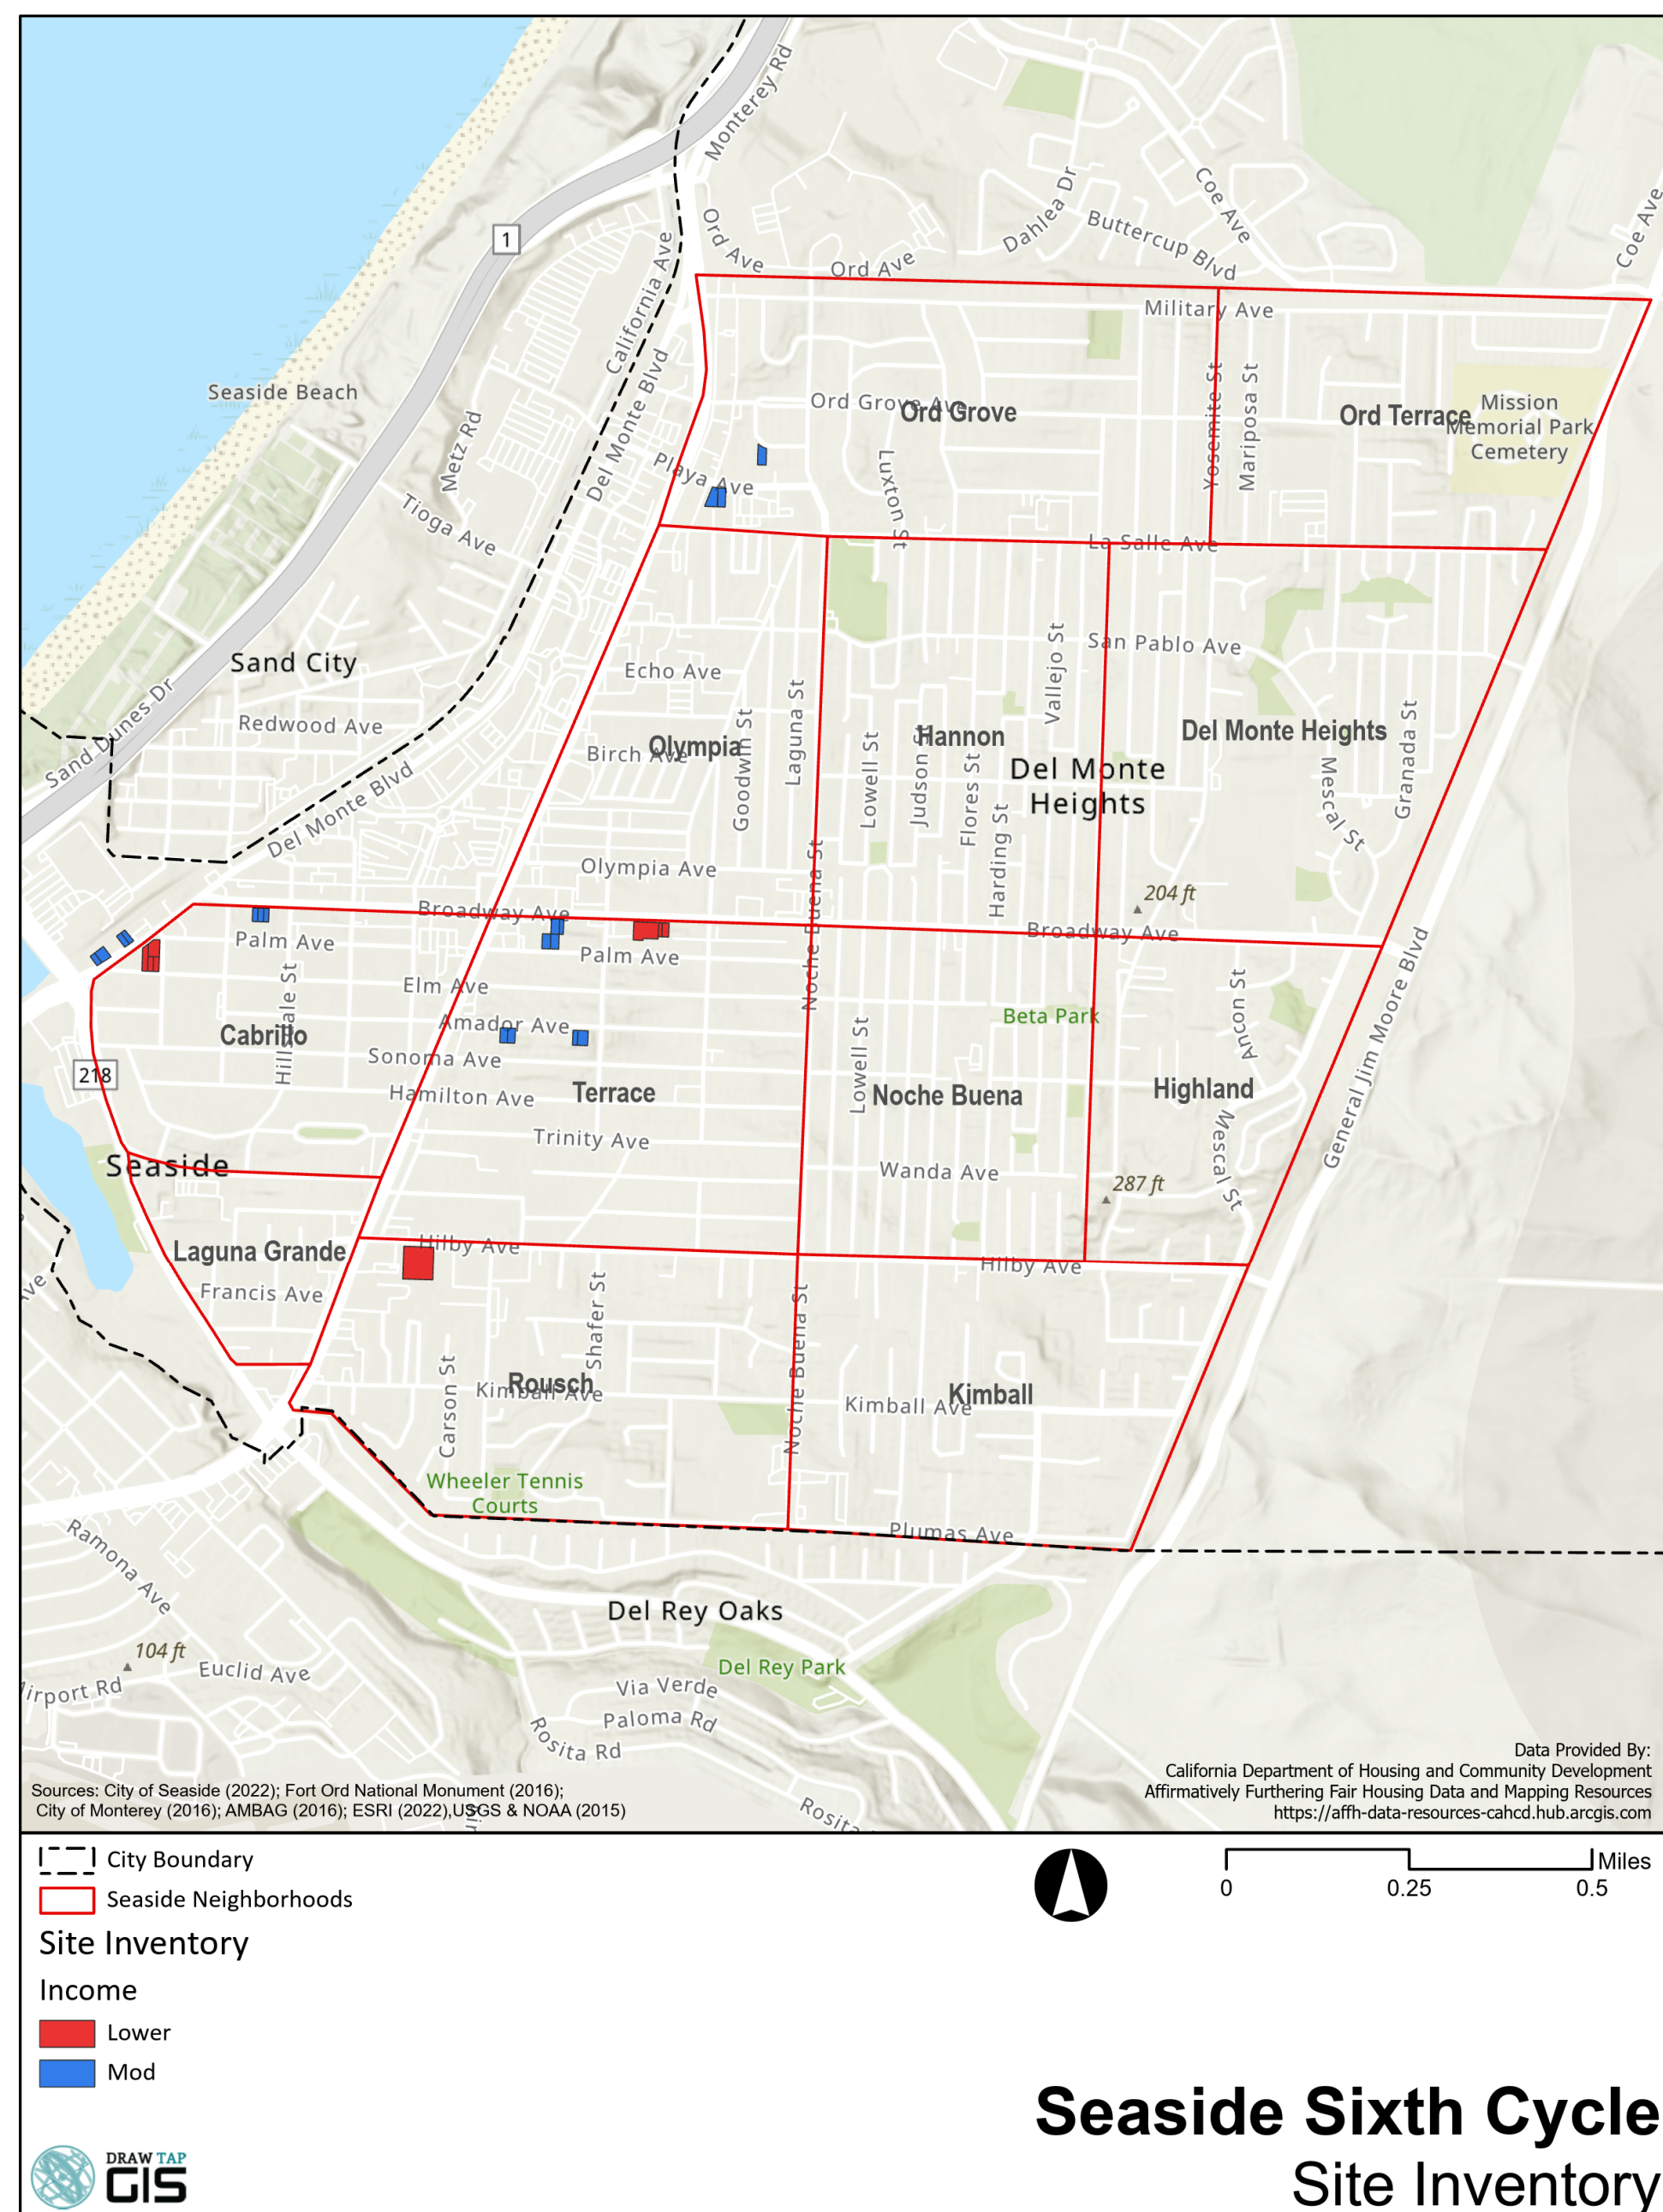 Monterey Rd
1
Ord Ave
Ord Ave
Dahlea Dr
Buttercup Blvd
Coe Ave
Coe Ave
California Ave
Military Ave
Seaside Beach
Metz Rd
Del Monte Blvd
Ord Grove Ave
Ord Grove
Yosemite St
Mariposa St
Ord Terrace
Mission
Memorial Park
Cemetery
Playa Ave
Luxton St
Tioga Ave
La Salle Ave
Sand City
Echo Ave
Vallejo St
San Pablo Ave
Sand Dunes Dr
Redwood Ave
Birch Ave
Olympia
Goodwin St
Laguna St
Lowell St
Judson S
Hannon
Flores St
Harding St
Del Monte
Heights
Del Monte Heights
Mescal St
Granada St
Del Monte Blvd
Olympia Ave
Noche Buena St
204 ft
Broadway Ave
Broadway Ave
Palm Ave
Palm Ave
Elm Ave
Hillsdale St
Cabrillo
Amador Ave
Sonoma Ave
Beta Park
Ancon St
General Jim Moore Blvd
218
Hamilton Ave
Terrace
Lowell St
Noche Buena
Highland
Trinity Ave
Seaside
Wanda Ave
287 ft
Mescal St
Laguna Grande
Hilby Ave
Hilby Ave
Francis Ave
Ave
Shafer St
Noche Buena St
Carson St
Rousch
Kimball Ave
Kimball Ave
Kimball
Wheeler Tennis
Courts
Plumas Ave
Ramona Ave
Del Rey Oaks
104 ft
Airport Rd
Euclid Ave
Del Rey Park
Via Verde
Paloma Rd
Rosita Rd
Rosita
Data Provided By:
California Department of Housing and Community Development
Affirmatively Furthering Fair Housing Data and Mapping Resources
https://affh-data-resources-cahcd.hub.arcgis.com
Sources: City of Seaside (2022); Fort Ord National Monument (2016);
City of Monterey (2016); AMBAG (2016); ESRI (2022),USGS & NOAA (2015)
City Boundary
Seaside Neighborhoods
Site Inventory
Income
Lower
Mod
Miles
0 0.25 0.5
DRAW TAP
GIS
Seaside Sixth Cycle
Site Inventory